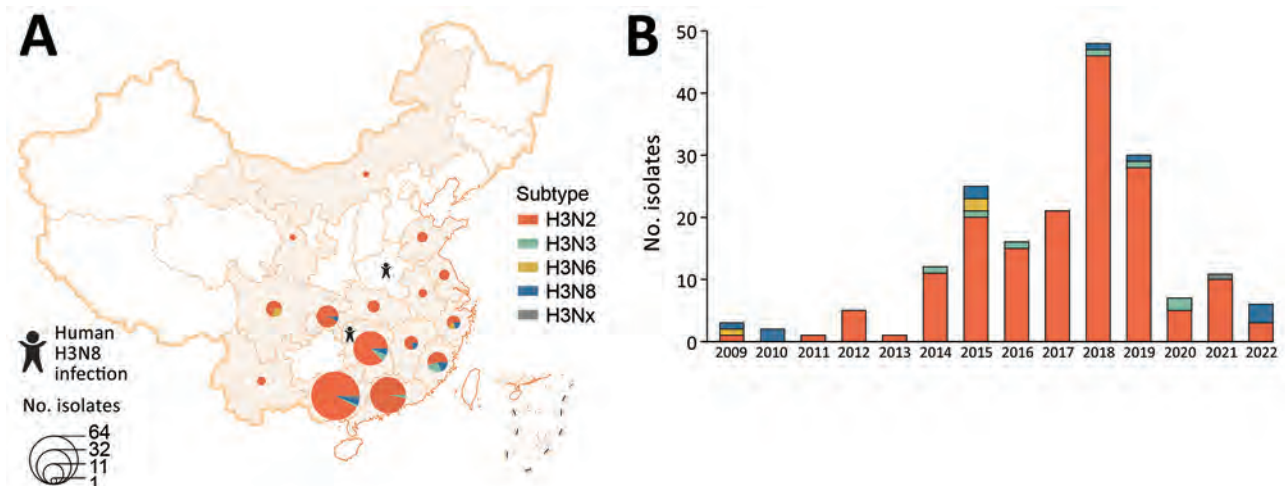 A
Subtype
H3N2
H3N3
H3N6
H3N8
H3Nx
Human
H3N8
infection
No. isolates
64
32
11
1
B
No. isolates
50
40
30
20
10
0
2009 2010 2011 2012 2013 2014 2015 2016 2017 2018 2019 2020 2021 2022